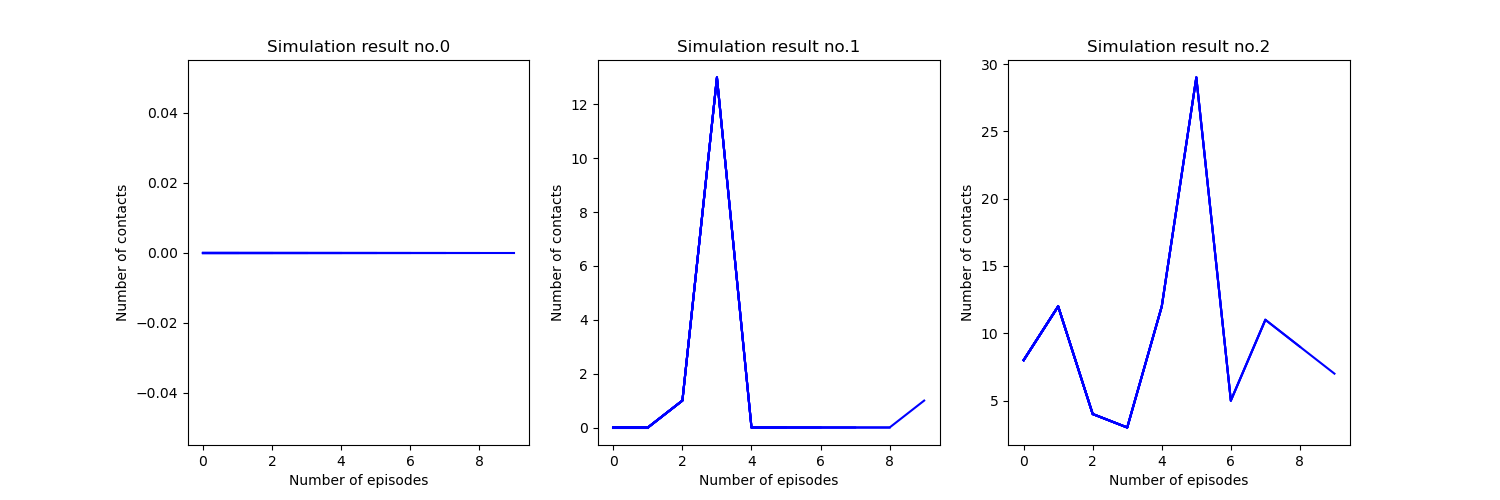 Simulation result no.0
0.04
0.02
0.00
−0.02
−0.04
Number of contacts
0 2 4 6 8
Number of episodes
Simulation result no.1
12
10
8
6
4
2
0
Number of contacts
0 2 4 6 8
Number of episodes
Simulation result no.2
30
25
20
15
10
5
Number of contacts
0 2 4 6 8
Number of episodes